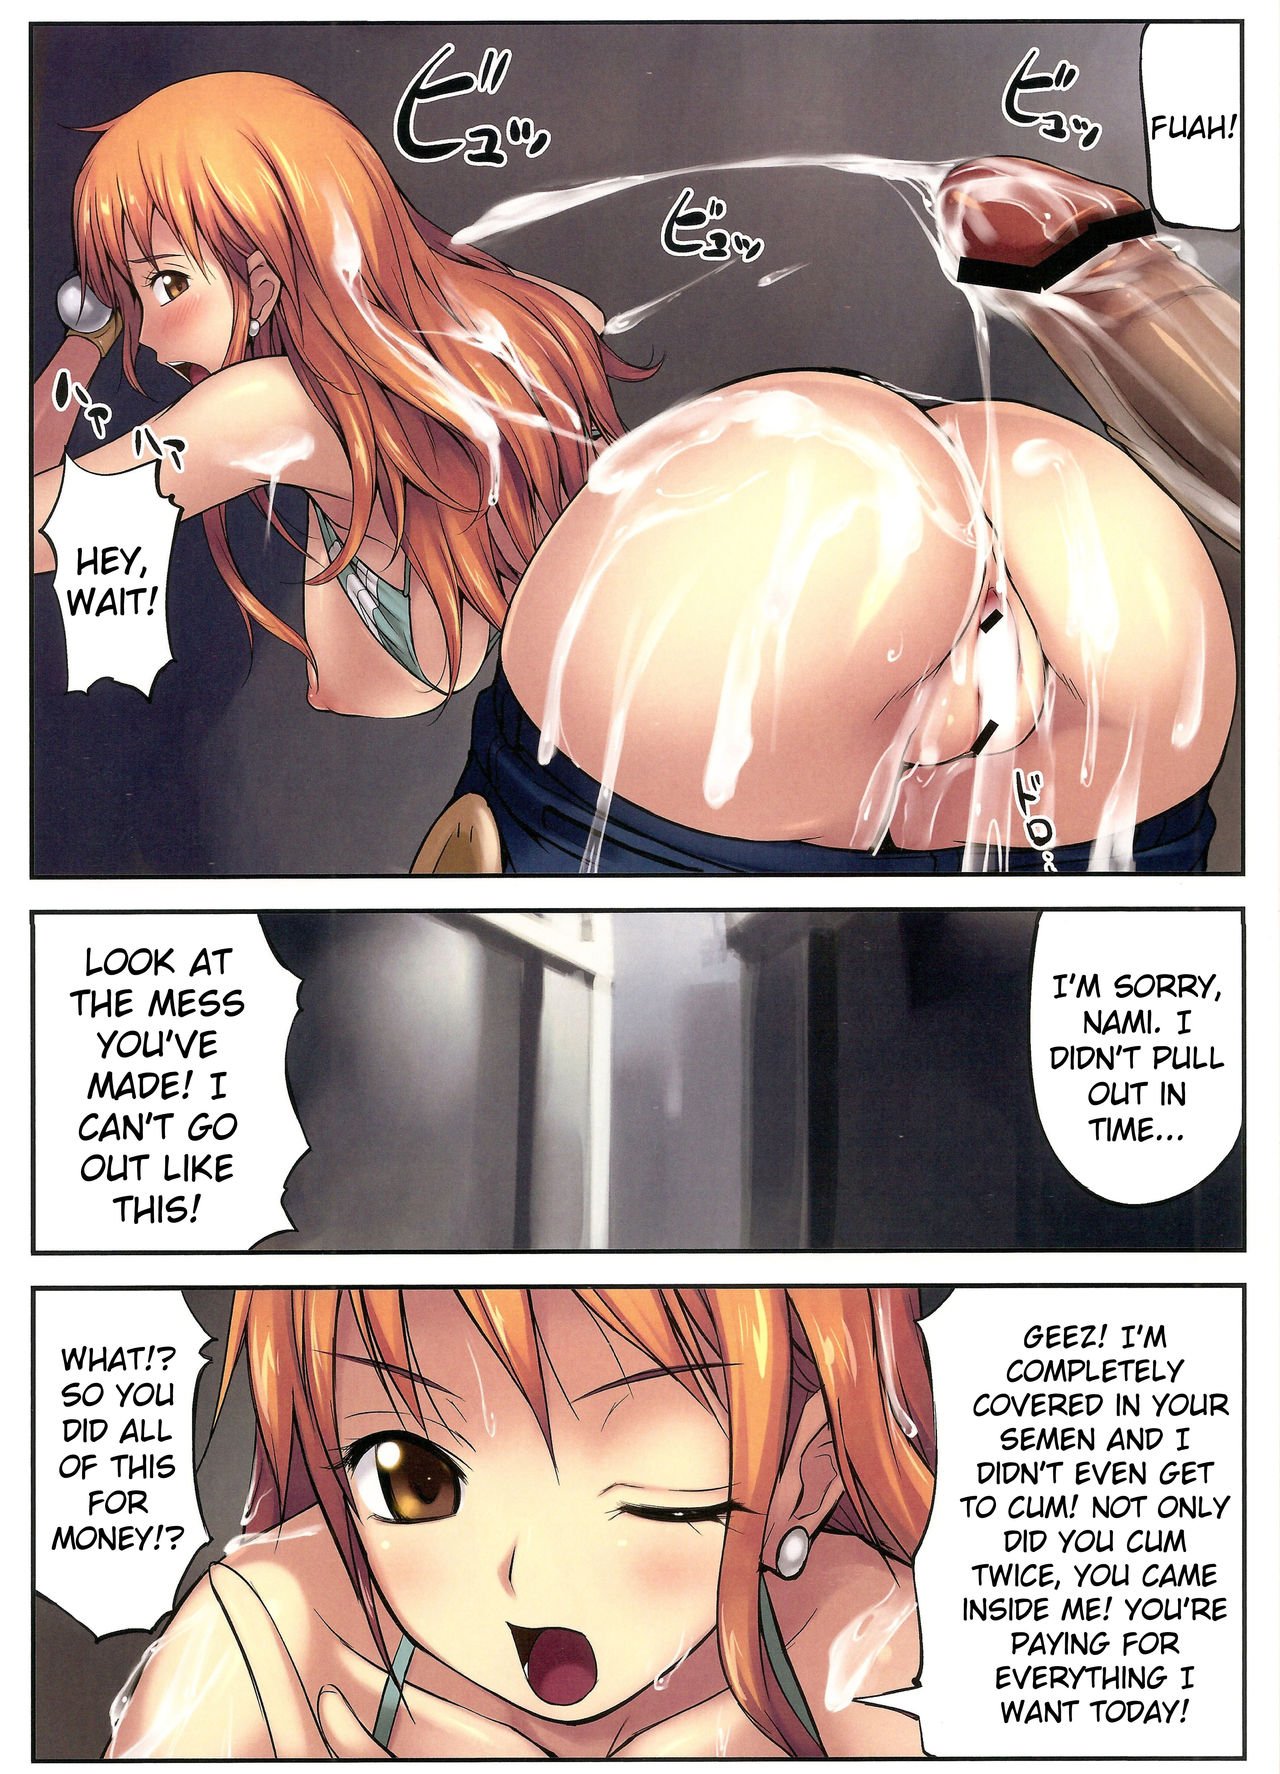 FUAH!
ビュッ
ビュッ
ビュッ
ハァ
ハァ
HEY,
WAIT!
ドロ
I'M SORRY,
NAMI. I
DIDN'T PULL
OUT IN
TIME...
LOOK AT
THE MESS
YOU'VE
MADE! I
CAN'T GO
OUT LIKE
THIS!
GEEZ! I'M
COMPLETELY
COVERED IN YOUR
SEMEN AND I
DIDN'T EVEN GET
TO CUM! NOT ONLY
DID YOU CUM
TWICE, YOU CAME
INSIDE ME! YOU'RE
PAYING FOR
EVERYTHING I
WANT TODAY!
WHAT!?
SO YOU
DID ALL
OF THIS
FOR
MONEY!?